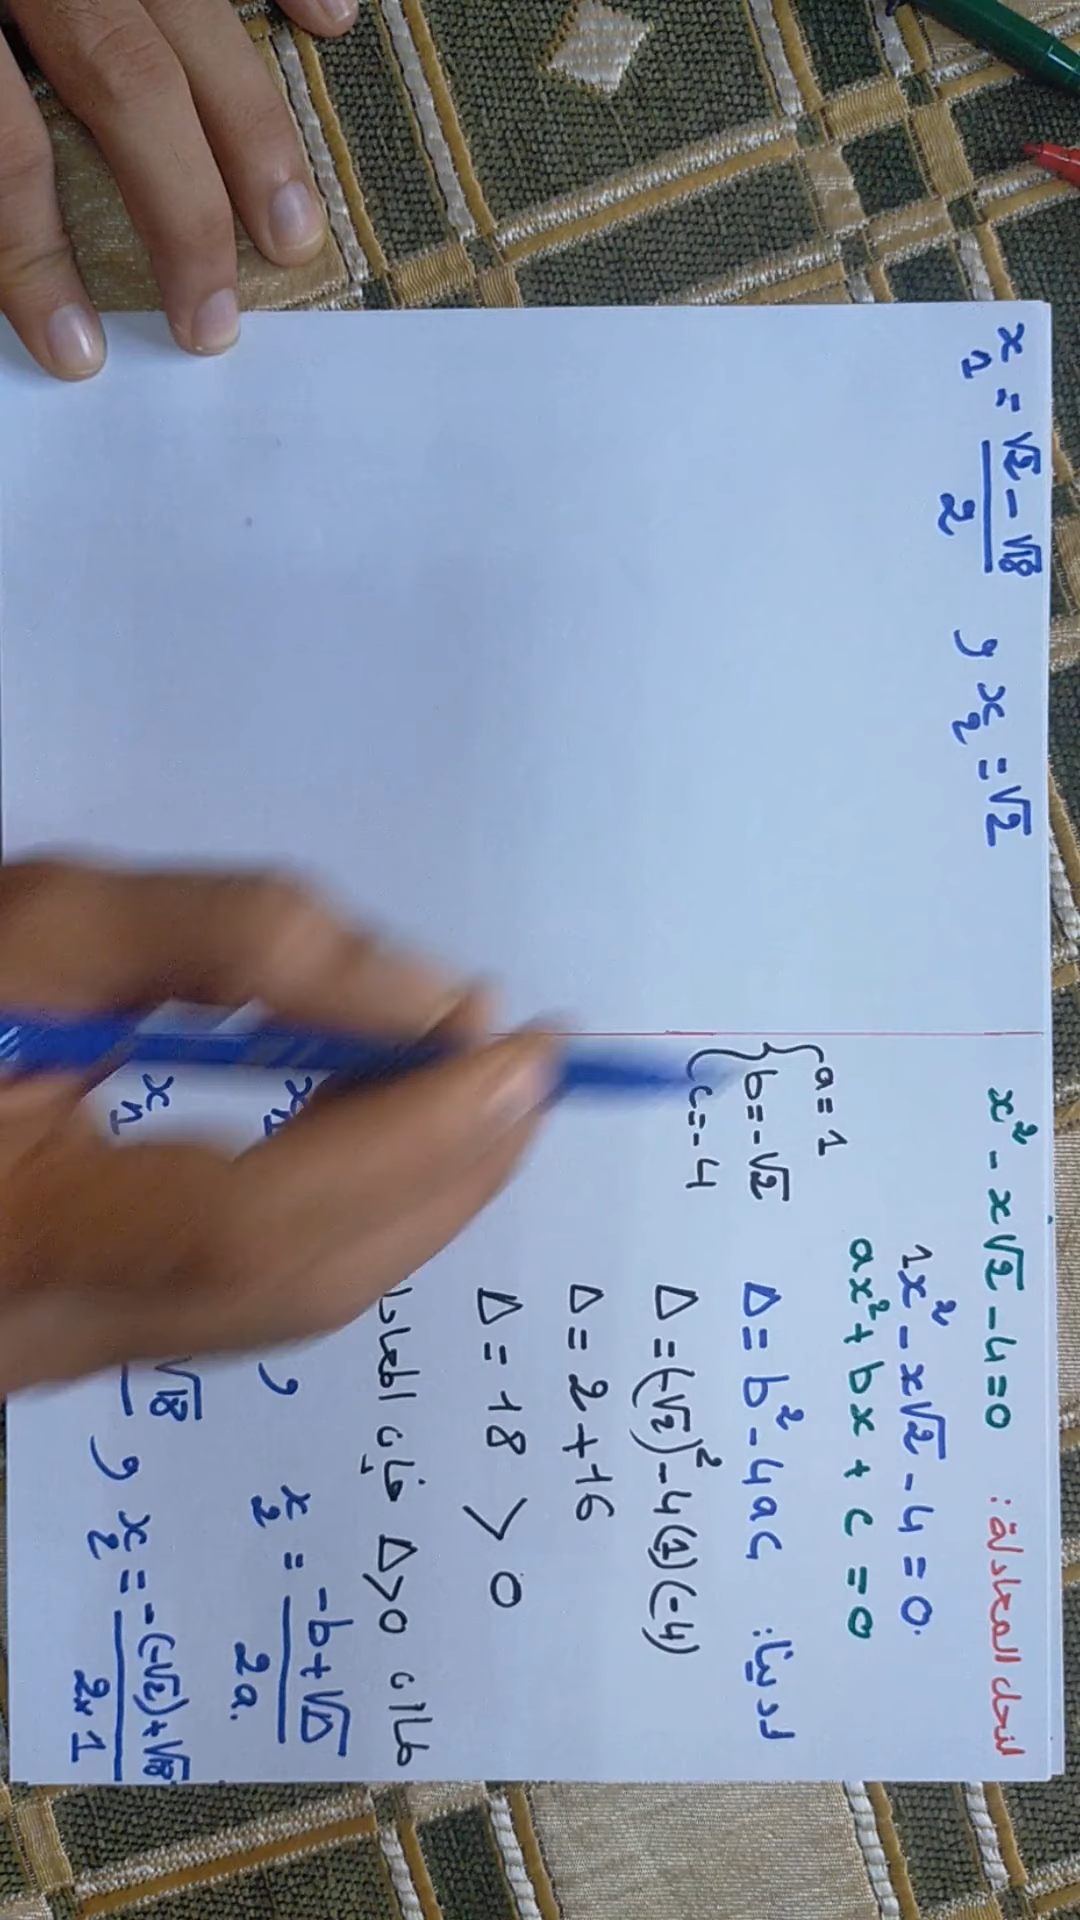 لنحل المعادلة:
x² - x√2 - 4 = 0
1x² - x√2 - 4 = 0.
ax² + bx + c = 0
{ a = 1
b = -√2
c = -4
لدينا:
Δ = b² - 4ac
Δ = (-√2)² - 4(1)(-4)
Δ = 2 + 16
Δ = 18 > 0
Δ > 0 فإن
x₂ = (-b + √Δ) / 2a.
x₁
√18 , x₂ = (-(-√2) + √18) / 2×1
x₁ = (√2 - √18) / 2 , x₂ = √2